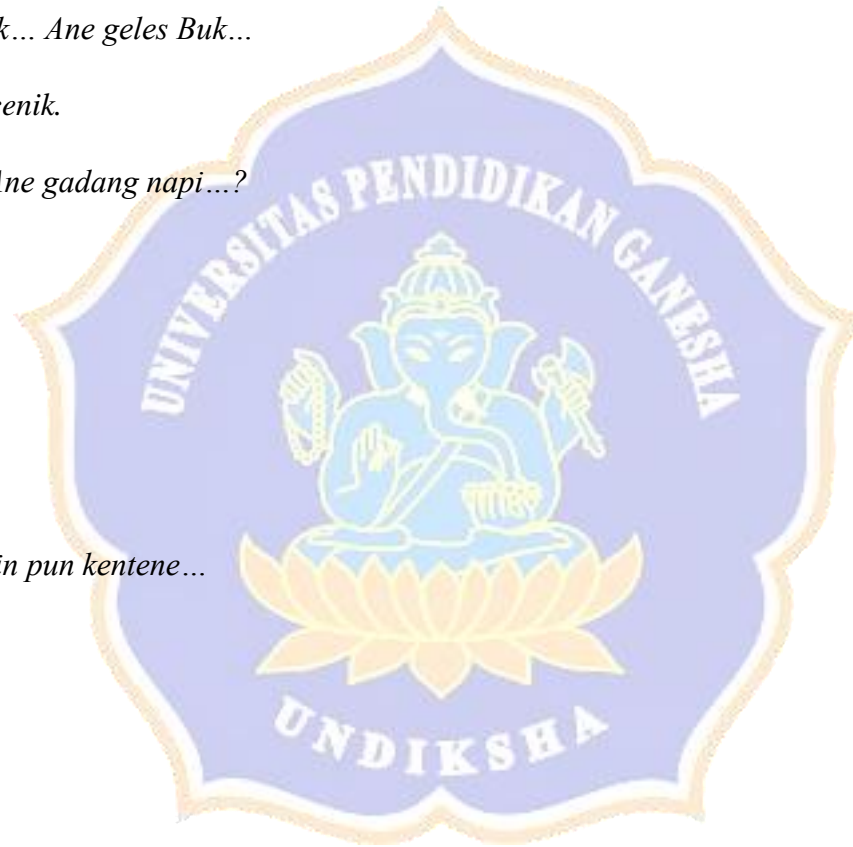 k… Ane geles Buk…
enik.
Ane gadang napi…?
UNIVERSITAS PENDIDIKAN GANESHA
in pun kentene…
UNDIKSHA